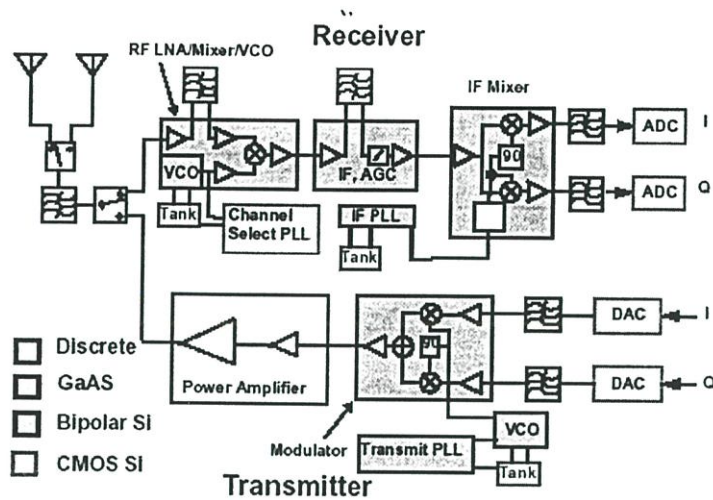 Receiver
RF LNA/Mixer/VCO
IF Mixer
I
ADC
90
VCO
IF, AGC
Q
ADC
Tank
Channel
Select PLL
IF PLL
Tank
DAC
I
Discrete
90
GaAS
Power Amplifier
DAC
Q
Bipolar Si
VCO
Modulator
Transmit PLL
CMOS Si
Tank
Transmitter